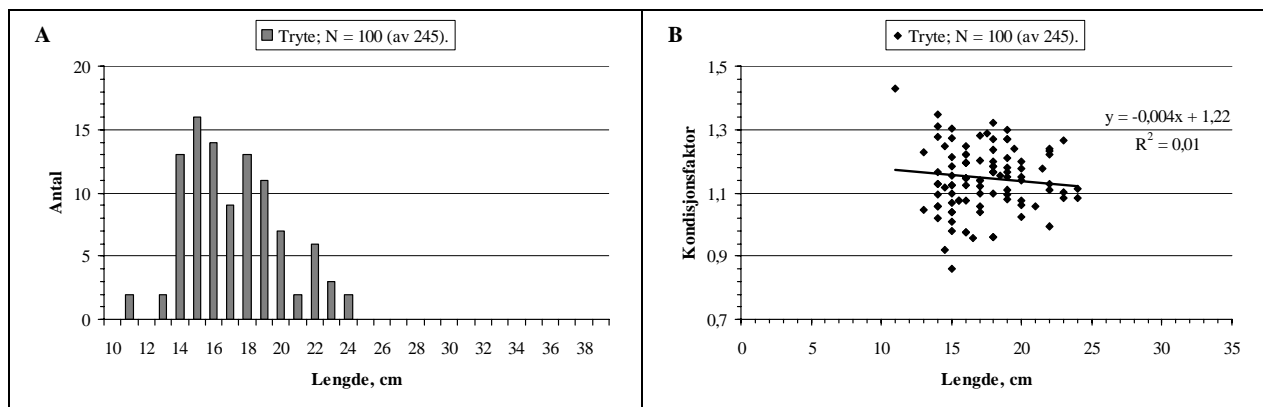 A
Tryte; N = 100 (av 245).
Antal
20
15
10
5
0
10 12 14 16 18 20 22 24 26 28 30 32 34 36 38
Lengde, cm
B
Tryte; N = 100 (av 245).
Kondisjonsfaktor
1,5
1,3
1,1
0,9
0,7
y = -0,004x + 1,22
R² = 0,01
0 5 10 15 20 25 30 35
Lengde, cm